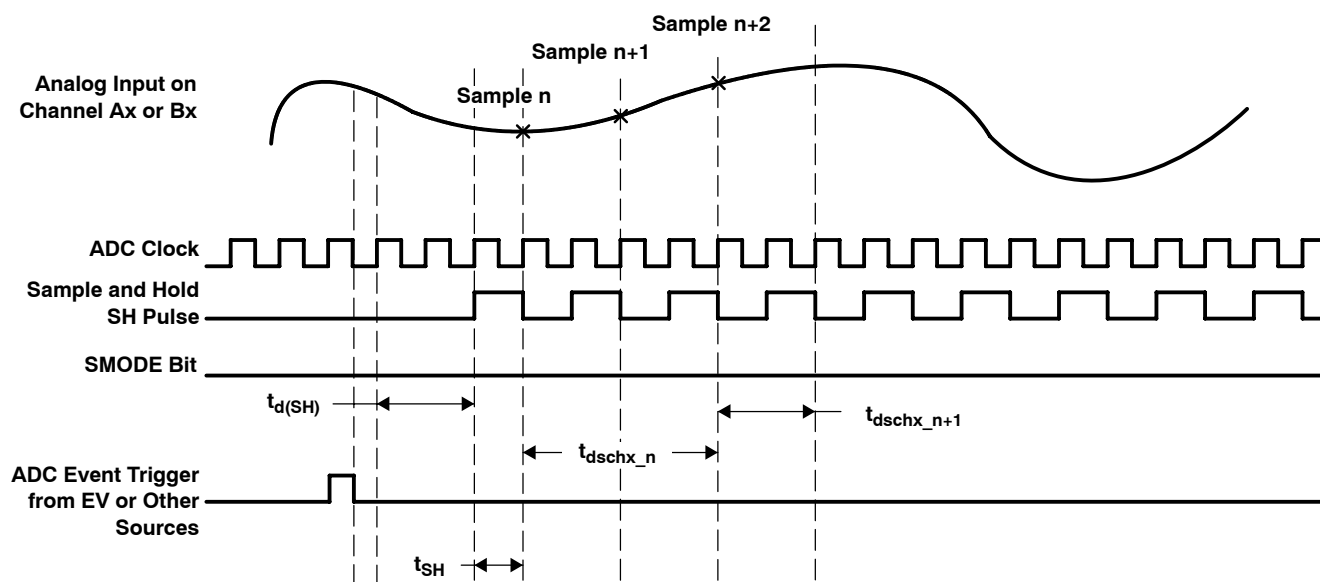 Sample n+2
Sample n+1
Analog Input on
Channel Ax or Bx
Sample n
ADC Clock
Sample and Hold
SH Pulse
SMODE Bit
td(SH)
tdschx_n+1
tdschx_n
ADC Event Trigger
from EV or Other
Sources
tSH